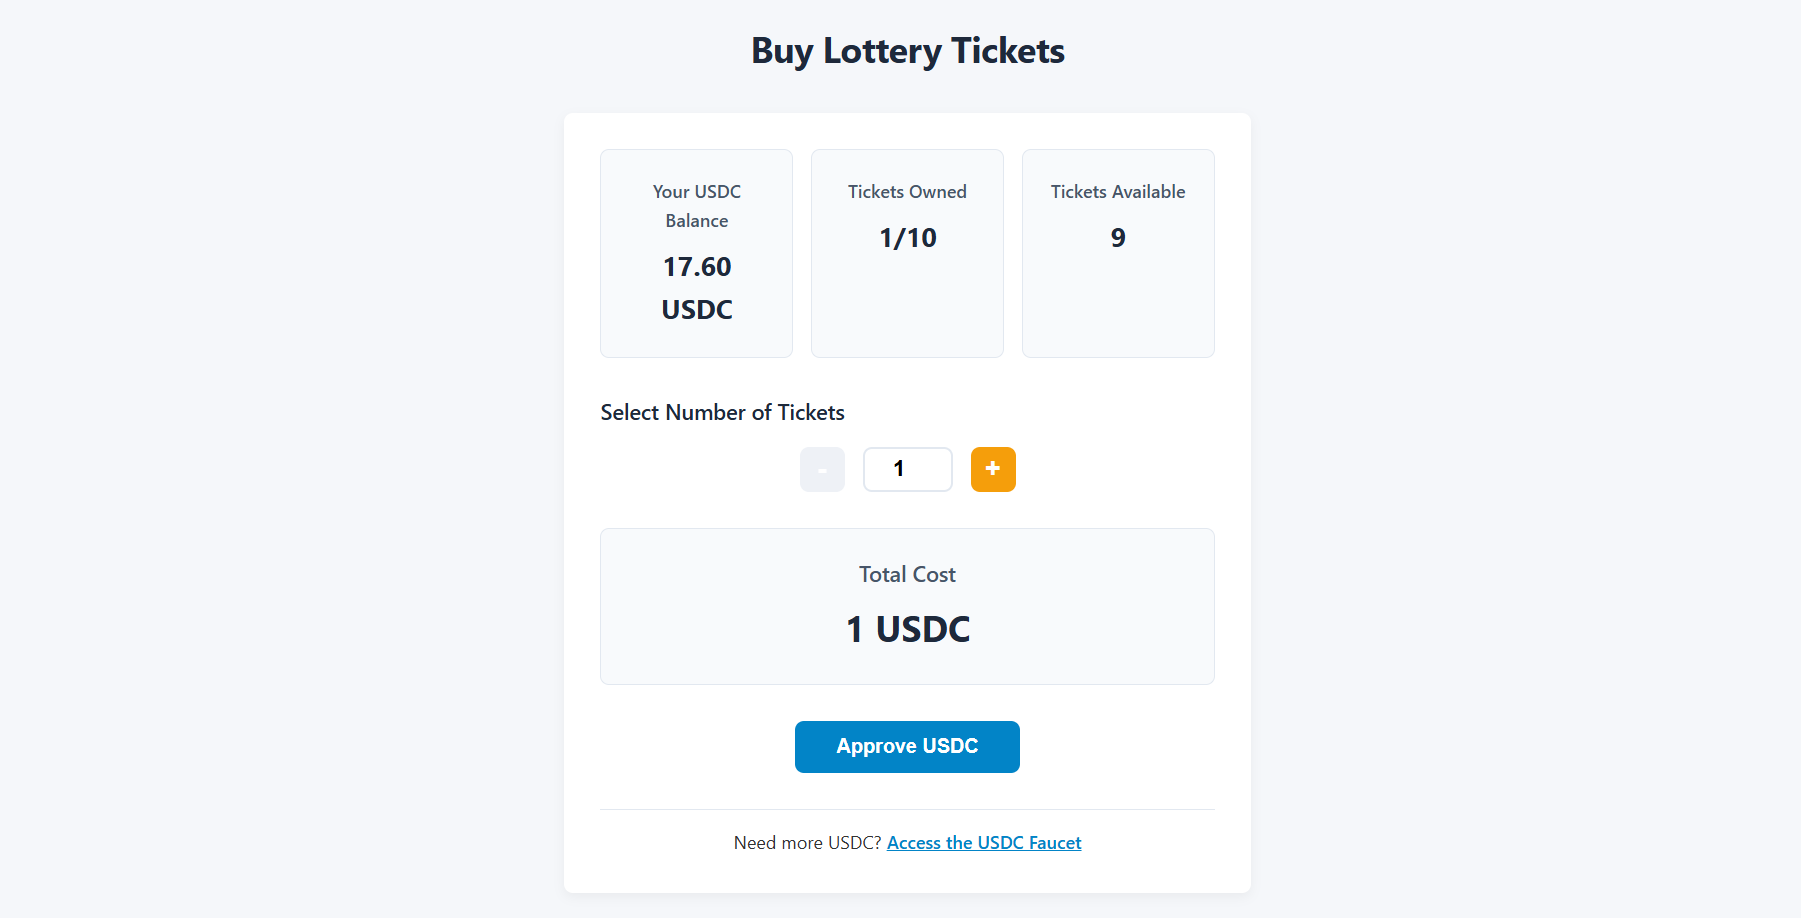 Buy Lottery Tickets
Your USDC
Balance
17.60
USDC
Tickets Owned
1/10
Tickets Available
9
Select Number of Tickets
- 1 +
Total Cost
1 USDC
Approve USDC
Need more USDC? Access the USDC Faucet